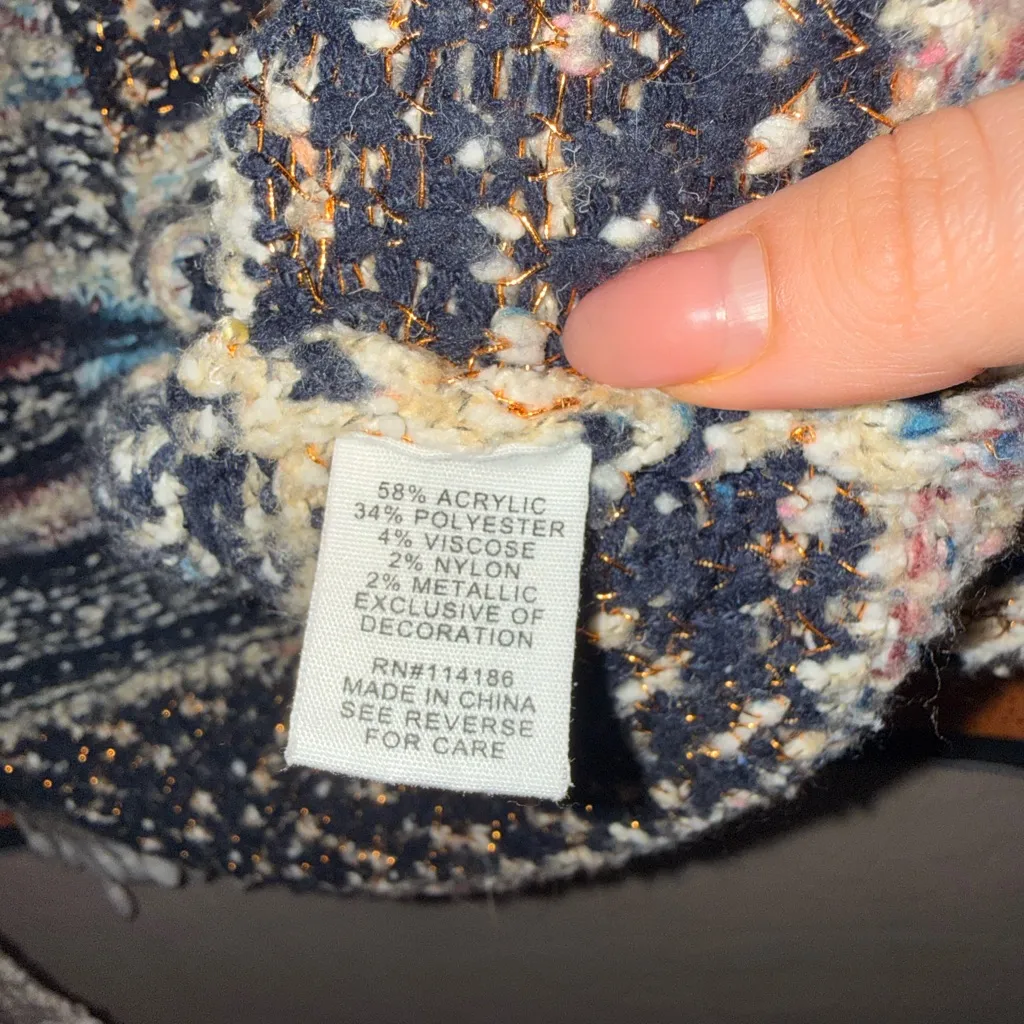 58% ACRYLIC
34% POLYESTER
4% VISCOSE
2% NYLON
2% METALLIC
EXCLUSIVE OF
DECORATION
RN#114186
MADE IN CHINA
SEE REVERSE
FOR CARE